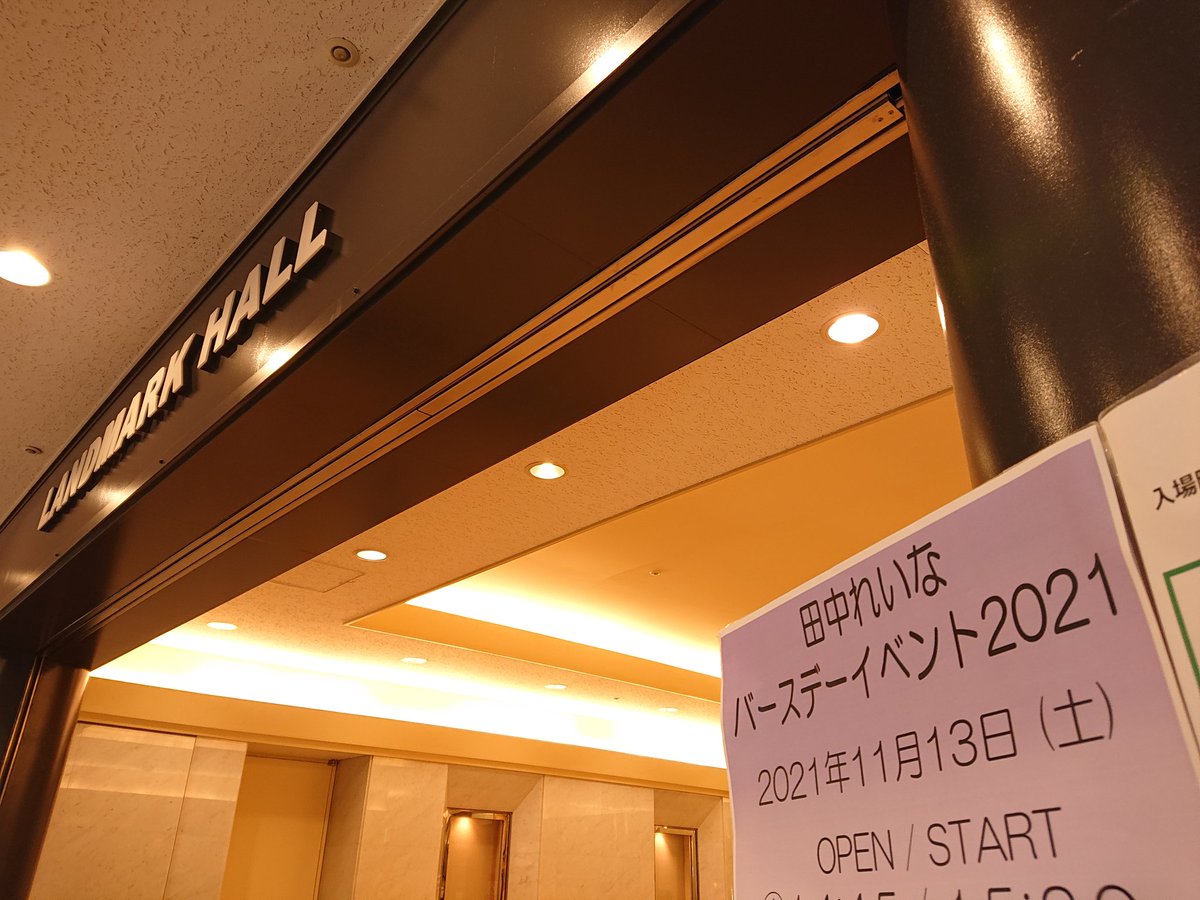 LANDMARK HALL
田中れいな
バースデーイベント2021
2021年11月13日（土）
OPEN / START
入場